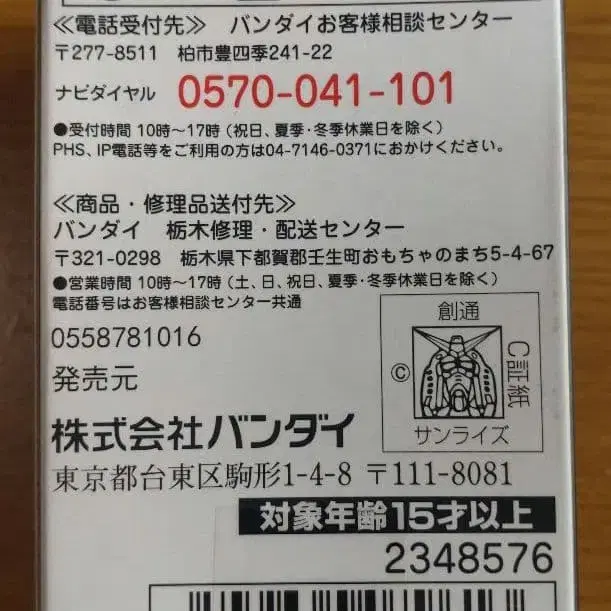 ≪電話受付先≫ バンダイお客様相談センター
〒277-8511 柏市豊四季241-22
ナビダイヤル 0570-041-101
●受付時間 10時～17時（祝日、夏季・冬季休業日を除く）
PHS、IP電話等をご利用の方は04-7146-0371におかけください。
≪商品・修理品送付先≫
バンダイ 栃木修理・配送センター
〒321-0298 栃木県下都賀郡壬生町おもちゃのまち5-4-67
●営業時間 10時～17時（土、日、祝日、夏季・冬季休業日を除く）
電話番号はお客様相談センター共通
0558781016
創通
©
C証紙
サンライズ
発売元
株式会社バンダイ
東京都台東区駒形1-4-8 〒111-8081
対象年齢15才以上
2348576